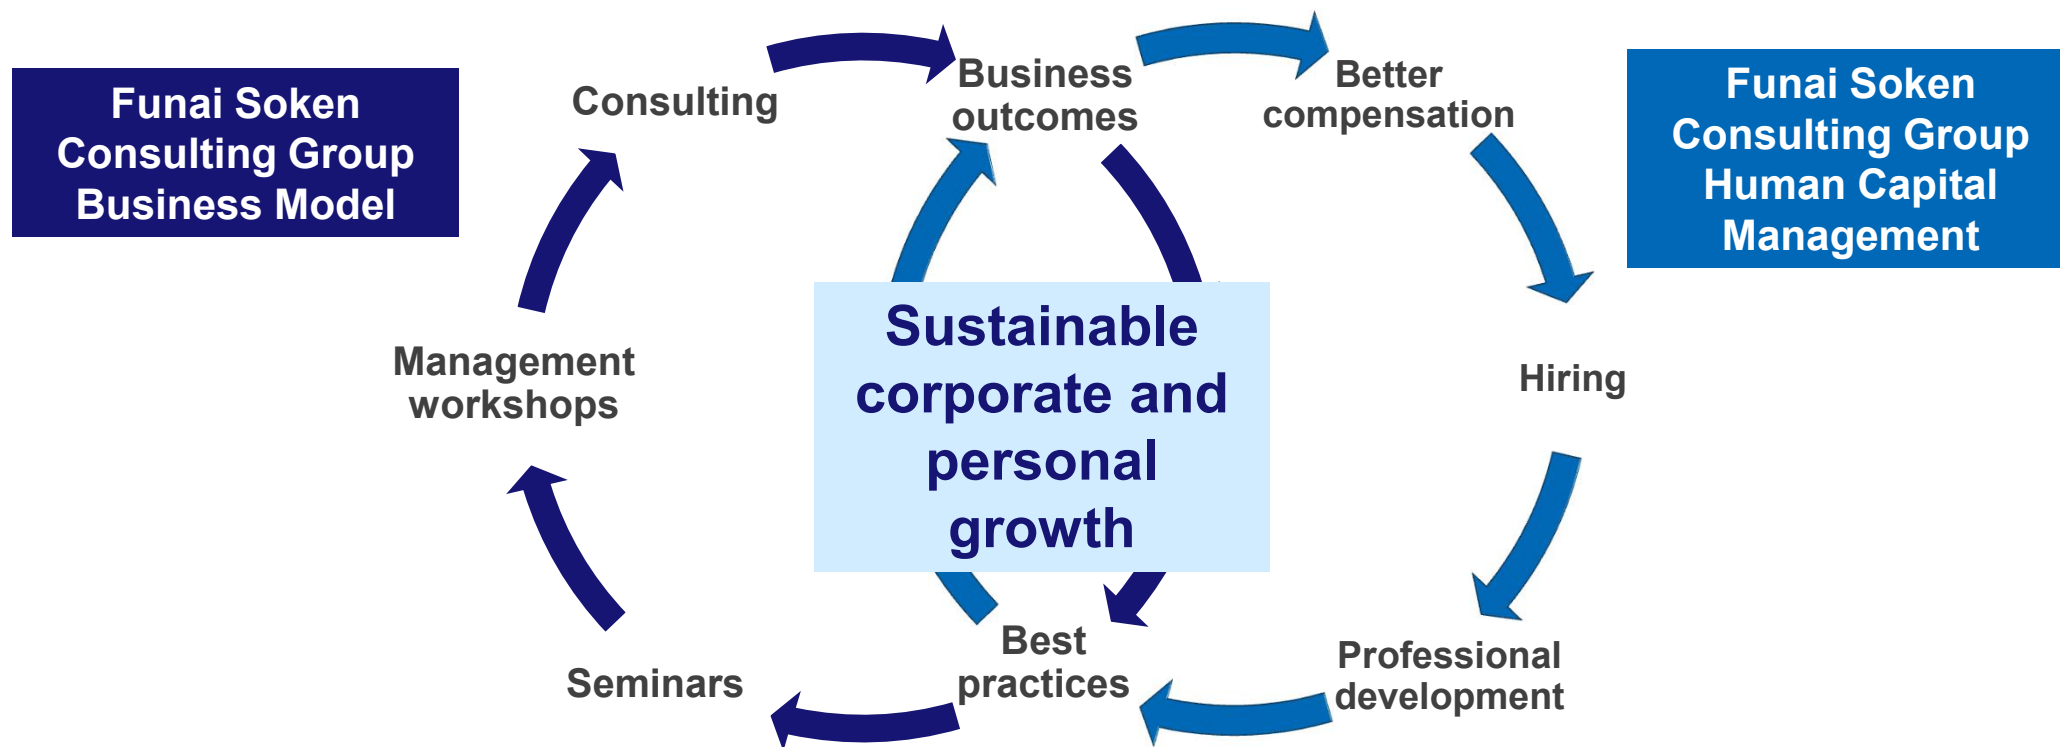 Funai Soken
Consulting Group
Business Model
Consulting
Business
outcomes
Better
compensation
Funai Soken
Consulting Group
Human Capital
Management
Management
workshops
Sustainable
corporate and
personal
growth
Hiring
Seminars
Best
practices
Professional
development